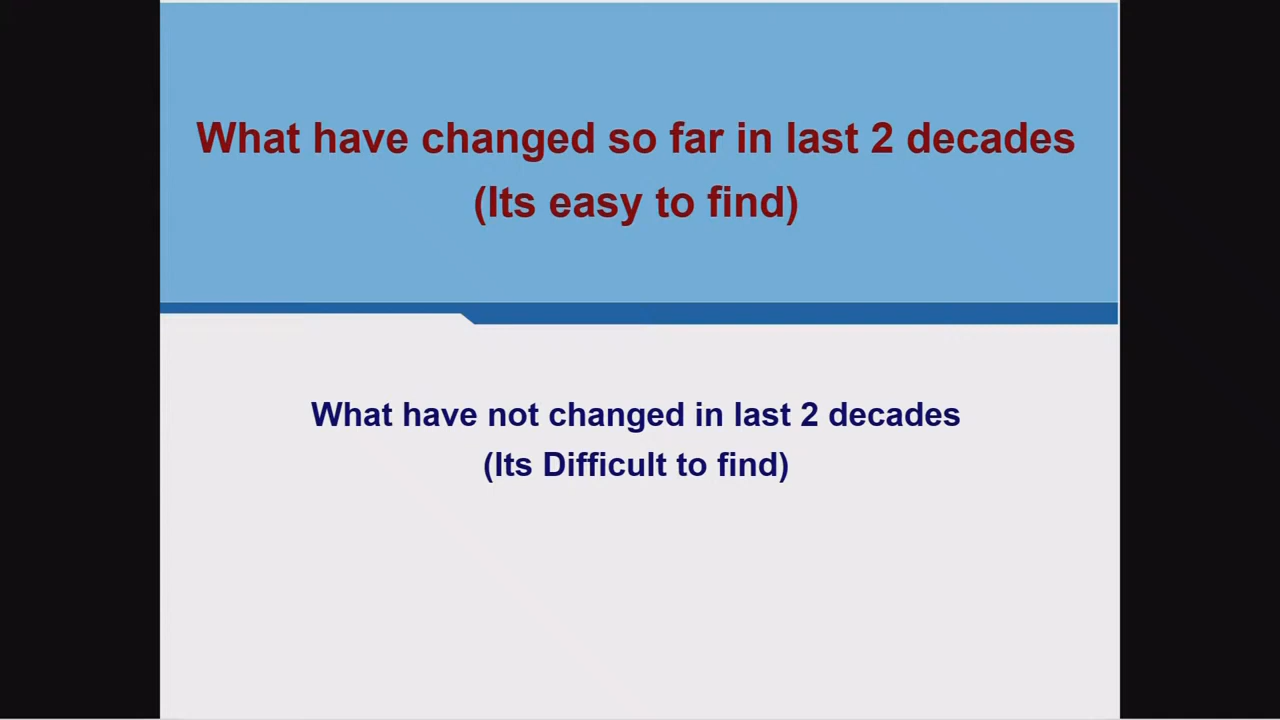 What have changed so far in last 2 decades
(Its easy to find)
What have not changed in last 2 decades
(Its Difficult to find)